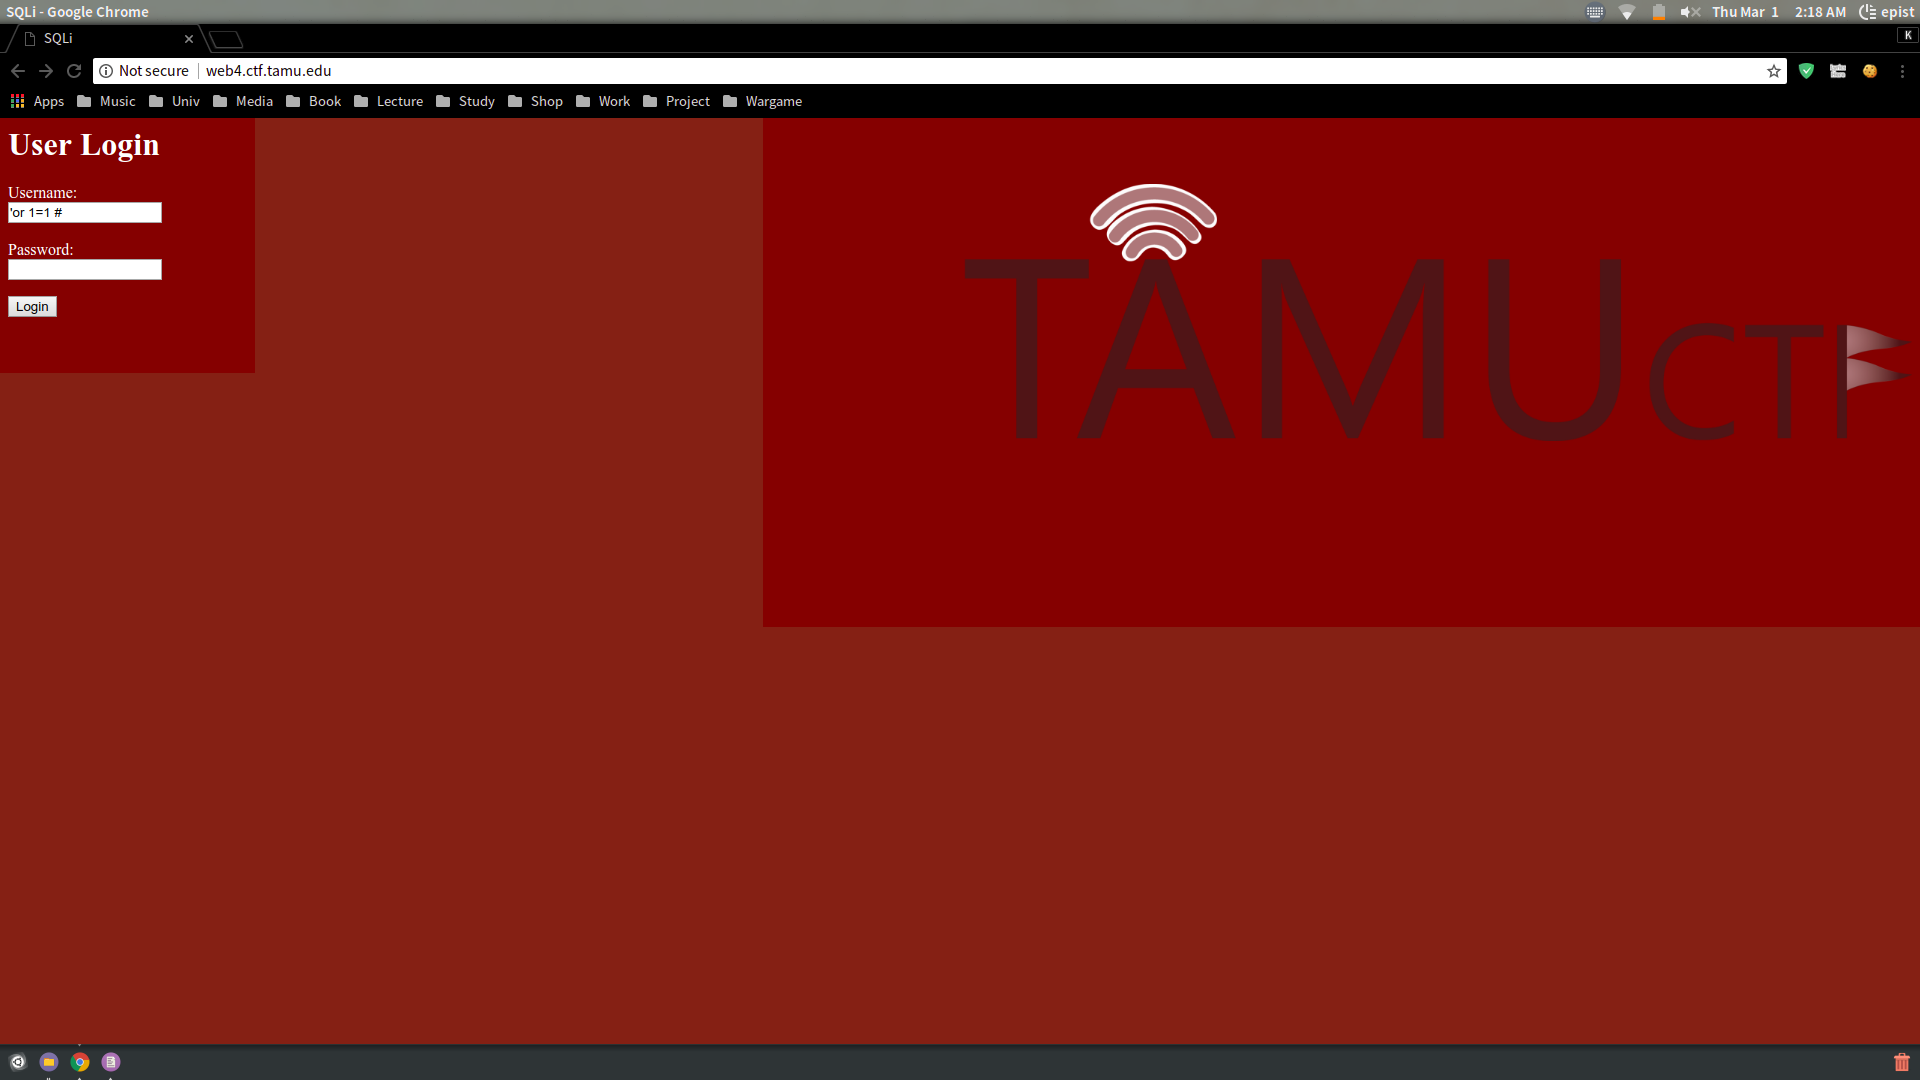 SQLi - Google Chrome
Thu Mar 1 2:18 AM epist
SQLi
K
Not secure web4.ctf.tamu.edu
Apps Music Univ Media Book Lecture Study Shop Work Project Wargame
User Login
Username:
'or 1=1 #
Password:
Login
TAMUCTF